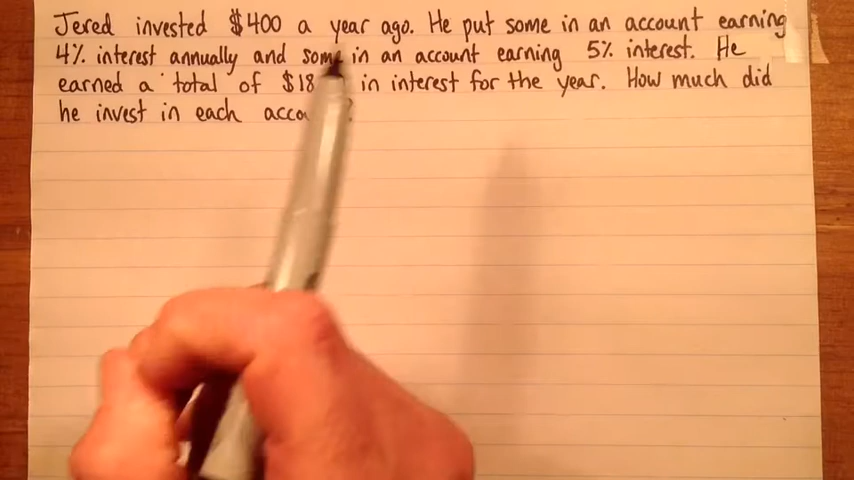 Jered invested $400 a year ago. He put some in an account earning
4% interest annually and some in an account earning 5% interest. He
earned a total of $18 in interest for the year. How much did
he invest in each ?